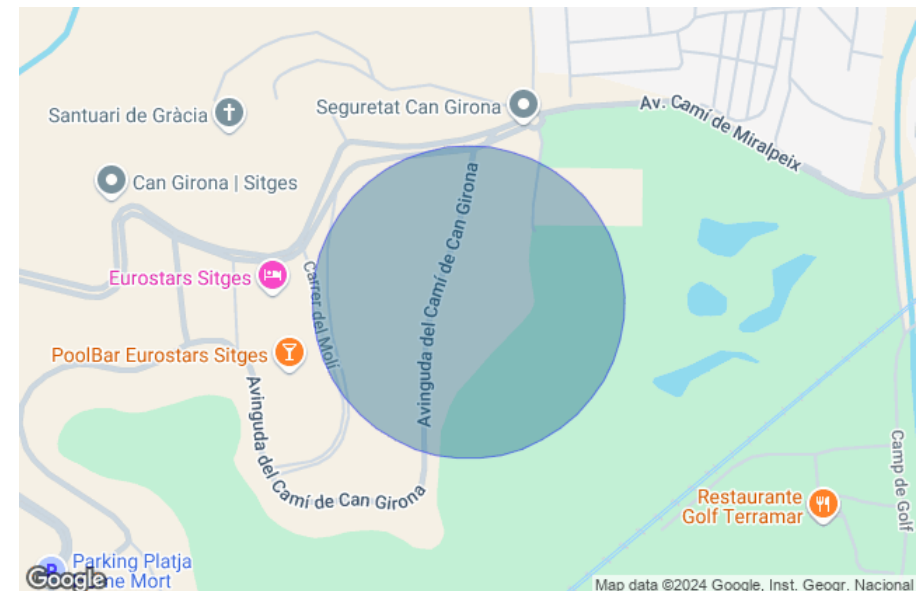 Santuari de Gràcia
Seguretat Can Girona
Av. Camí de Miralpeix
Can Girona | Sitges
Avinguda del Camí de Can Girona
Eurostars Sitges
Carrer del Molí
PoolBar Eurostars Sitges
Avinguda del Camí de Can Girona
Camp de Golf
Restaurante
Golf Terramar
Parking Platja
Mort
Google
Map data ©2024 Google, Inst. Geogr. Nacional